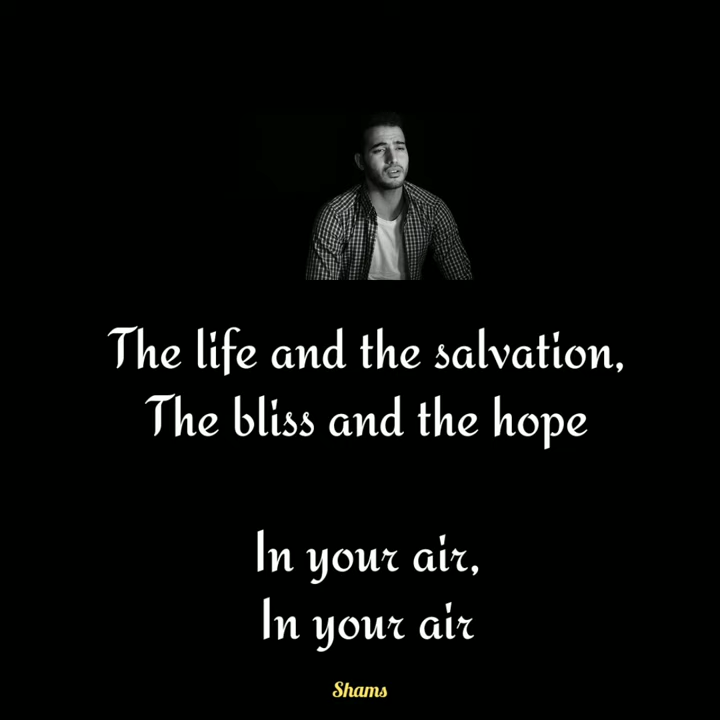 The life and the salvation,
The bliss and the hope
In your air,
In your air
Shams